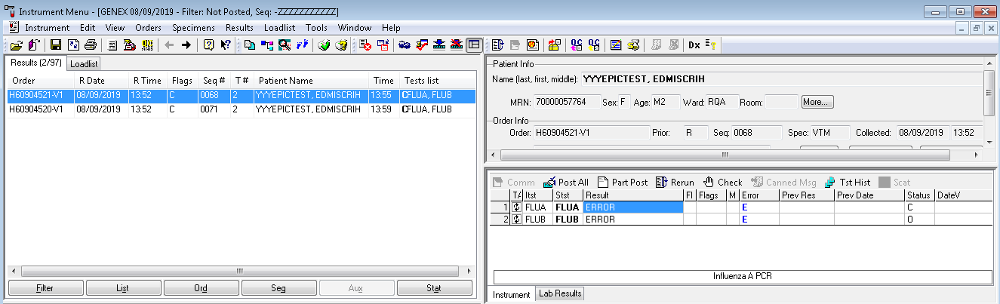 Instrument Menu - [GENEX 08/09/2019 - Filter: Not Posted, Seq: -ZZZZZZZZZZZZ]
Instrument Edit View Orders Specimens Results Loadlist Tools Window Help
QC QC Dx
Results (2/97) Loadlist
Order R Date R Time Flags Seq # T # Patient Name Time Tests list
H60904521-V1 08/09/2019 13:52 C 0068 2 YYYEPICTEST, EDMISCRIH 13:55 CFLUA, FLUB
H60904520-V1 08/09/2019 13:52 C 0071 2 YYYEPICTEST, EDMISCRIH 13:59 CFLUA, FLUB
Filter List Ord Seg Aux Stat
Patient Info
Name (last, first, middle): YYYEPICTEST, EDMISCRIH
MRN: 70000057764 Sex: F Age: M2 Ward: RQA Room: More...
Order Info
Order: H60904521-V1 Prior: R Seq: 0068 Spec: VTM Collected: 08/09/2019 13:52
Comm Post All Part Post Rerun Check Canned Msg Tst Hist Scat
TA Itst Stst Result Fl Flags M Error Prev Res Prev Date Status DateV
1 FLUA FLUA ERROR E C
2 FLUB FLUB ERROR E O
Influenza A PCR
Instrument Lab Results